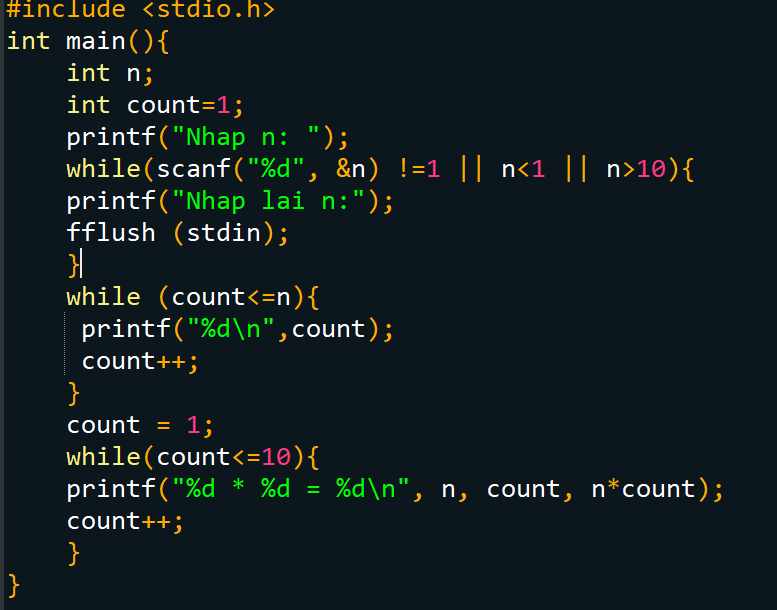 #include <stdio.h>
int main(){
    int n;
    int count=1;
    printf("Nhap n: ");
    while(scanf("%d", &n) !=1 || n<1 || n>10){
    printf("Nhap lai n:");
    fflush (stdin);
    }
    while (count<=n){
     printf("%d\n",count);
     count++;
    }
    count = 1;
    while(count<=10){
    printf("%d * %d = %d\n", n, count, n*count);
    count++;
    }
}